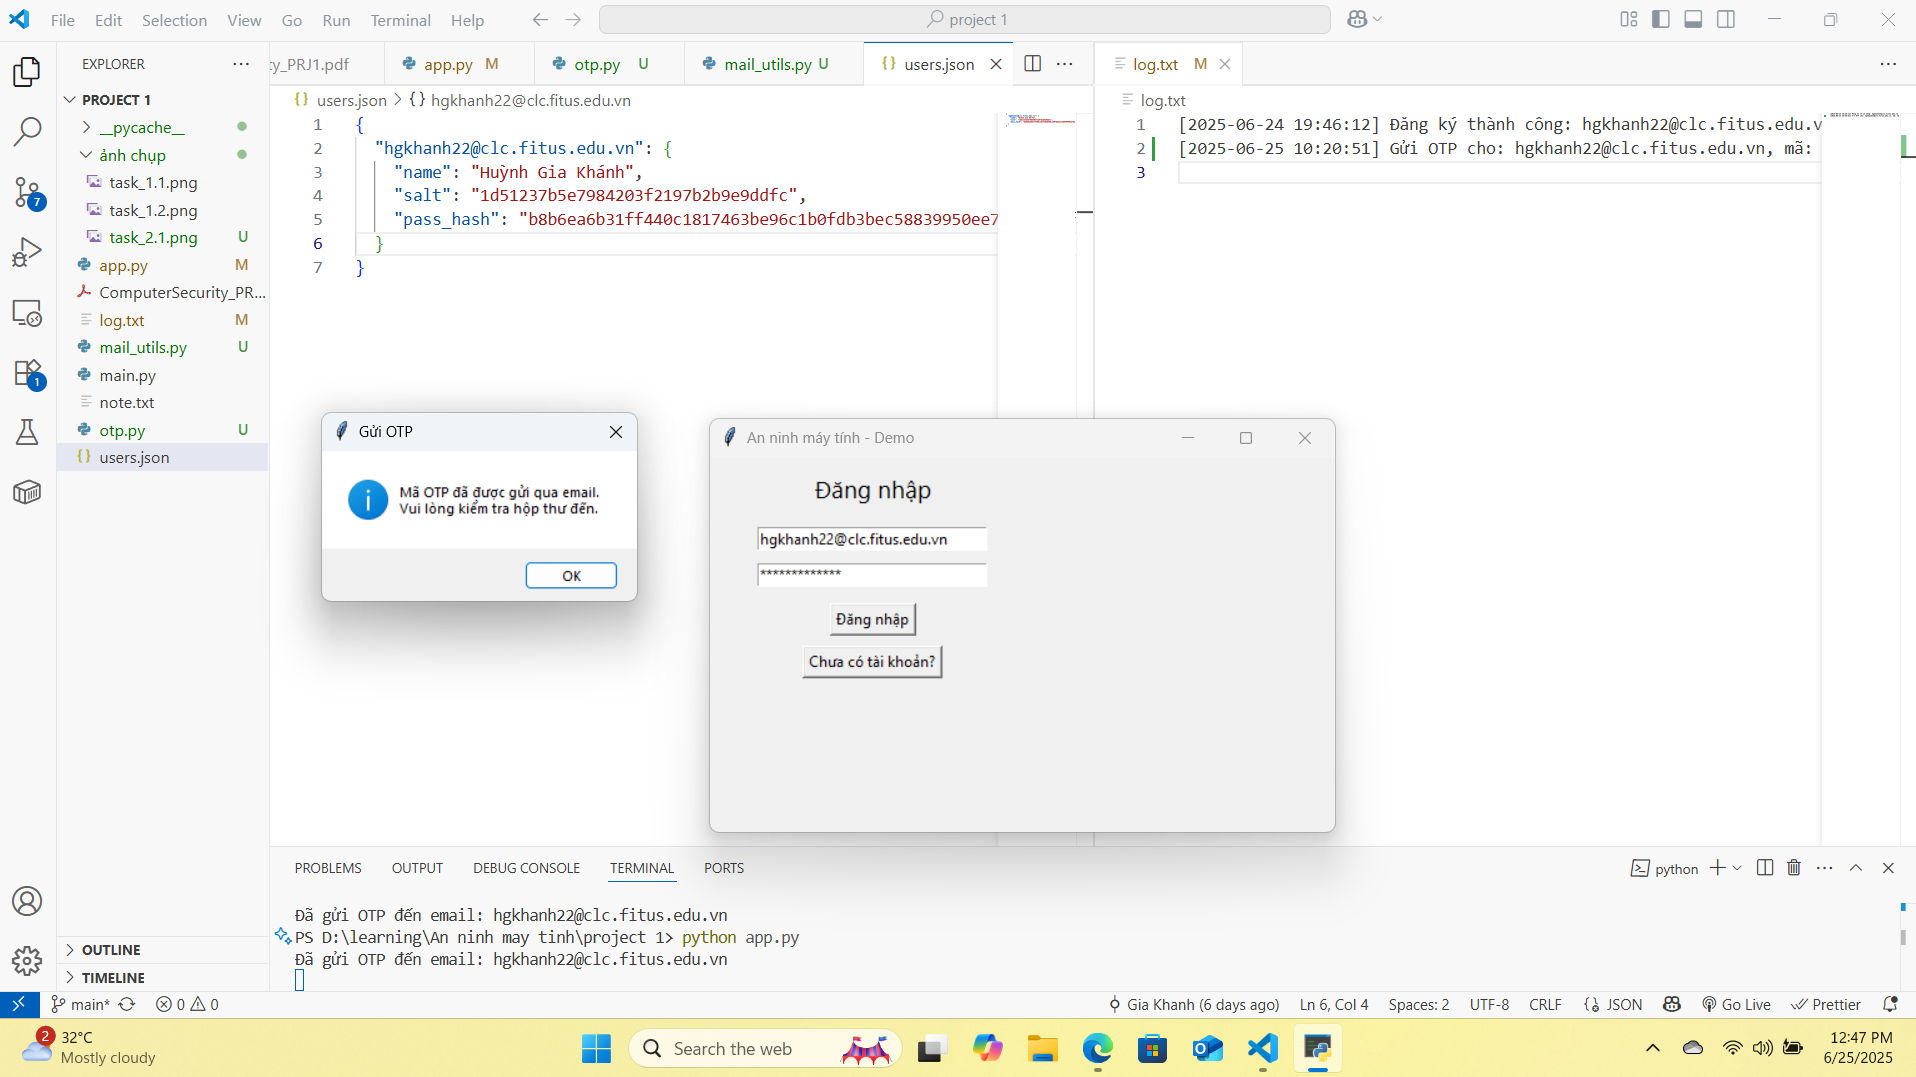 File Edit Selection View Go Run Terminal Help
project 1
EXPLORER
PROJECT 1
__pycache__
ảnh chụp
task_1.1.png
task_1.2.png
task_2.1.png U
app.py M
ComputerSecurity_PR...
log.txt M
mail_utils.py U
main.py
note.txt
otp.py U
users.json
OUTLINE
TIMELINE
7
1
ty_PRJ1.pdf
app.py M
otp.py U
mail_utils.py U
users.json
users.json > {} hgkhanh22@clc.fitus.edu.vn
1 {
2 "hgkhanh22@clc.fitus.edu.vn": {
3 "name": "Huỳnh Gia Khánh",
4 "salt": "1d51237b5e7984203f2197b2b9e9ddfc",
5 "pass_hash": "b8b6ea6b31ff440c1817463be96c1b0fdb3bec58839950ee7
6 }
7 }
log.txt M
log.txt
1 [2025-06-24 19:46:12] Đăng ký thành công: hgkhanh22@clc.fitus.edu.v
2 [2025-06-25 10:20:51] Gửi OTP cho: hgkhanh22@clc.fitus.edu.vn, mã:
3
Gửi OTP
Mã OTP đã được gửi qua email.
Vui lòng kiểm tra hộp thư đến.
OK
An ninh máy tính - Demo
Đăng nhập
hgkhanh22@clc.fitus.edu.vn
*************
Đăng nhập
Chưa có tài khoản?
PROBLEMS OUTPUT DEBUG CONSOLE TERMINAL PORTS
python
Đã gửi OTP đến email: hgkhanh22@clc.fitus.edu.vn
PS D:\learning\An ninh may tinh\project 1> python app.py
Đã gửi OTP đến email: hgkhanh22@clc.fitus.edu.vn
main* 0 0
Gia Khanh (6 days ago) Ln 6, Col 4 Spaces: 2 UTF-8 CRLF {} JSON Go Live Prettier
2
32°C
Mostly cloudy
Search the web
12:47 PM
6/25/2025